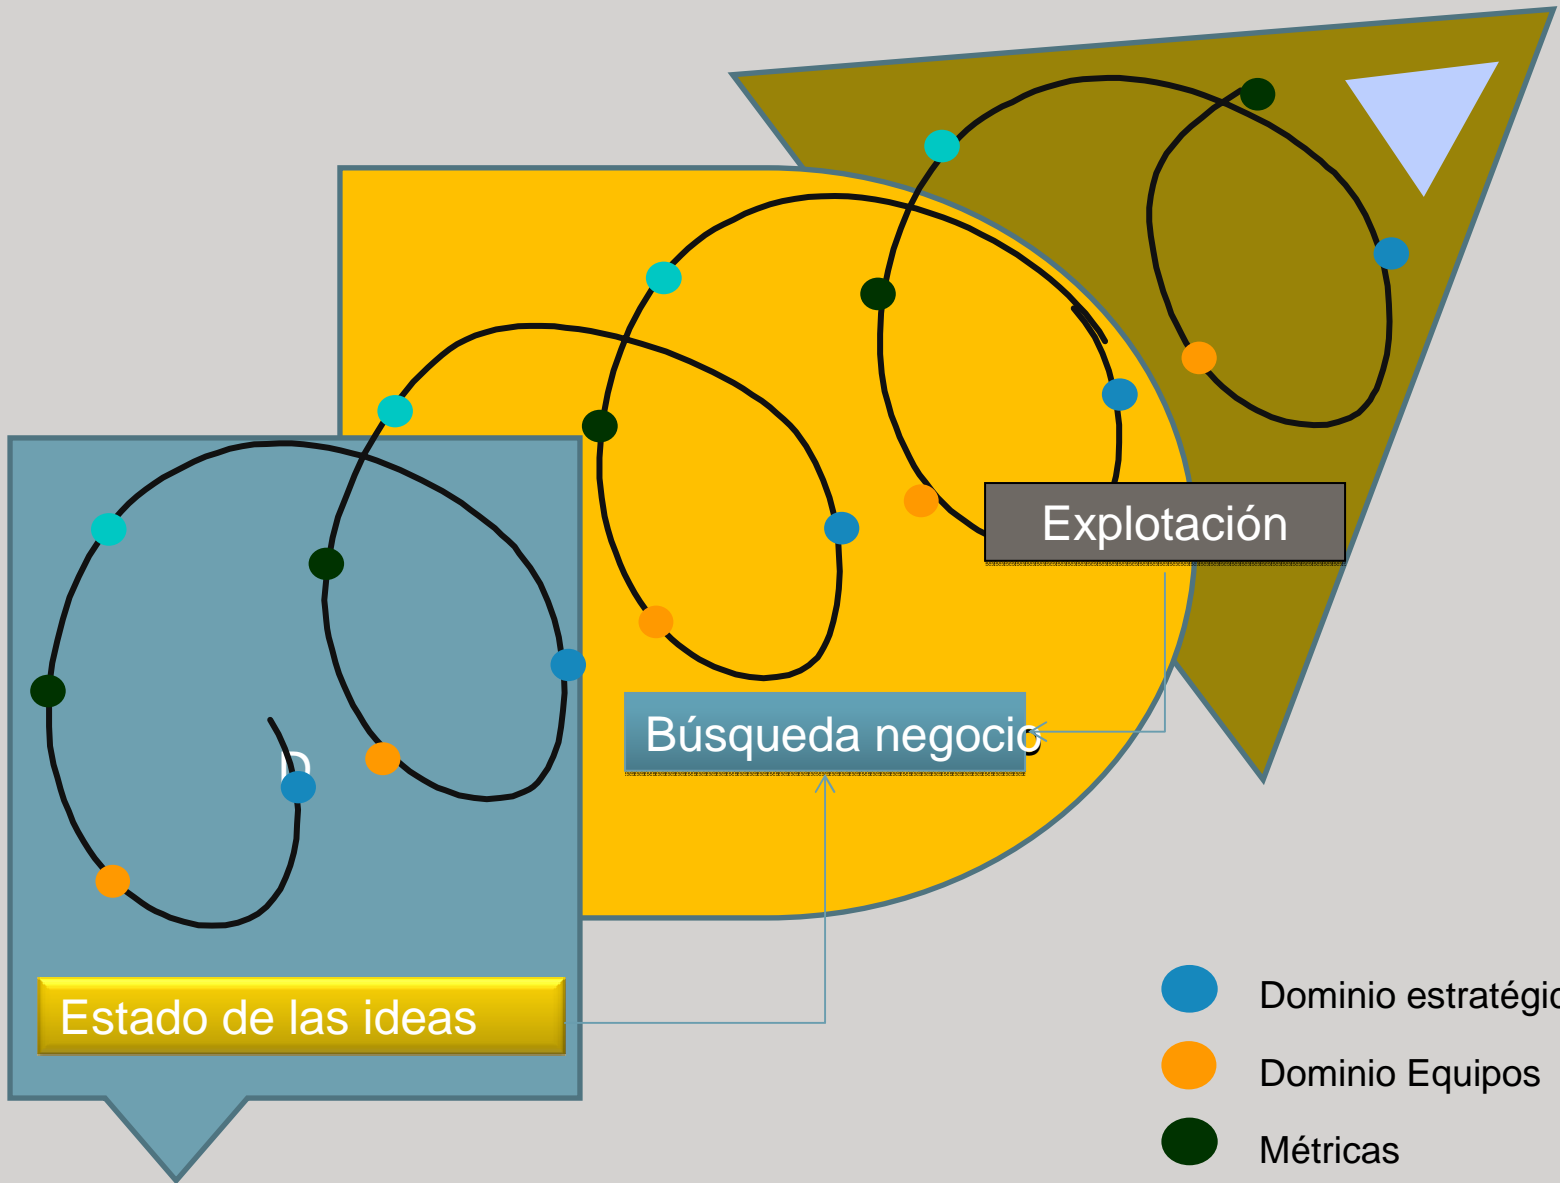 Explotación
Búsqueda negocio
D
Estado de las ideas
Dominio estratégic
Dominio Equipos
Métricas